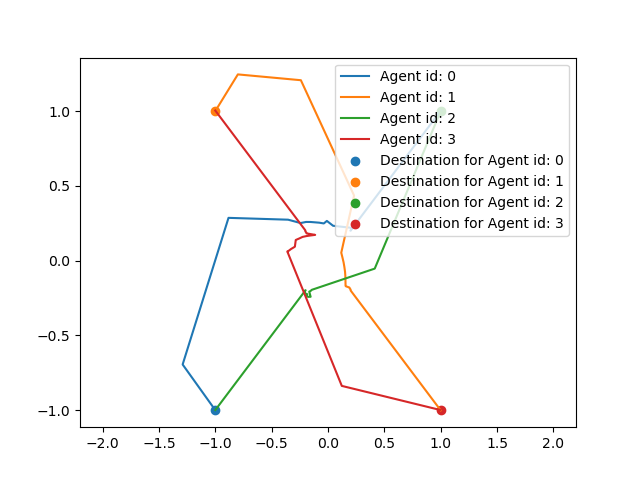 Agent id: 0
Agent id: 1
Agent id: 2
Agent id: 3
Destination for Agent id: 0
Destination for Agent id: 1
Destination for Agent id: 2
Destination for Agent id: 3
1.0
0.5
0.0
−0.5
−1.0
−2.0 −1.5 −1.0 −0.5 0.0 0.5 1.0 1.5 2.0